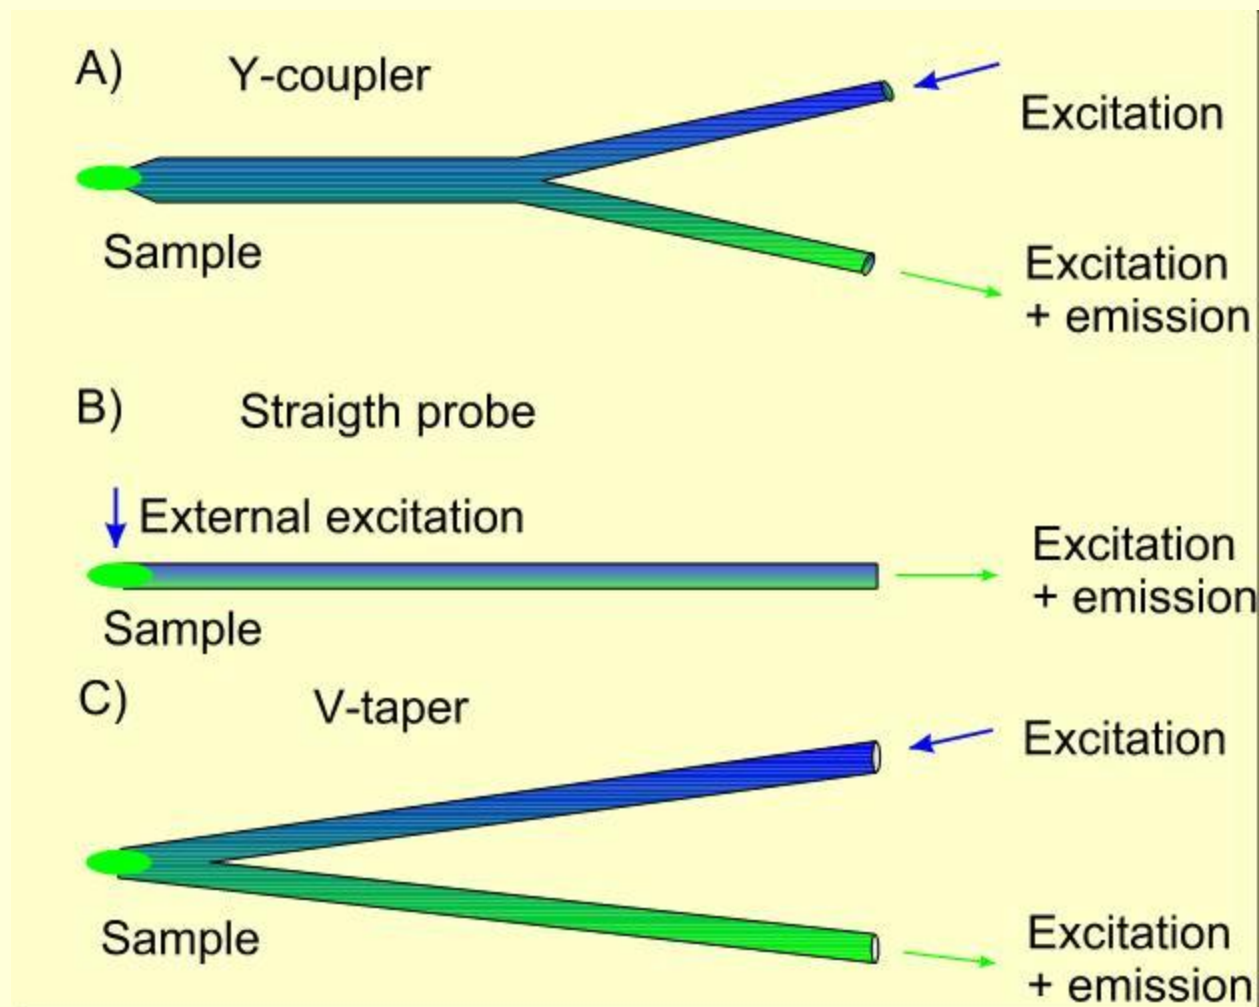 A)
Y-coupler
Excitation
Sample
Excitation
+ emission
B)
Straigth probe
External excitation
Excitation
+ emission
Sample
C)
V-taper
Excitation
Sample
Excitation
+ emission